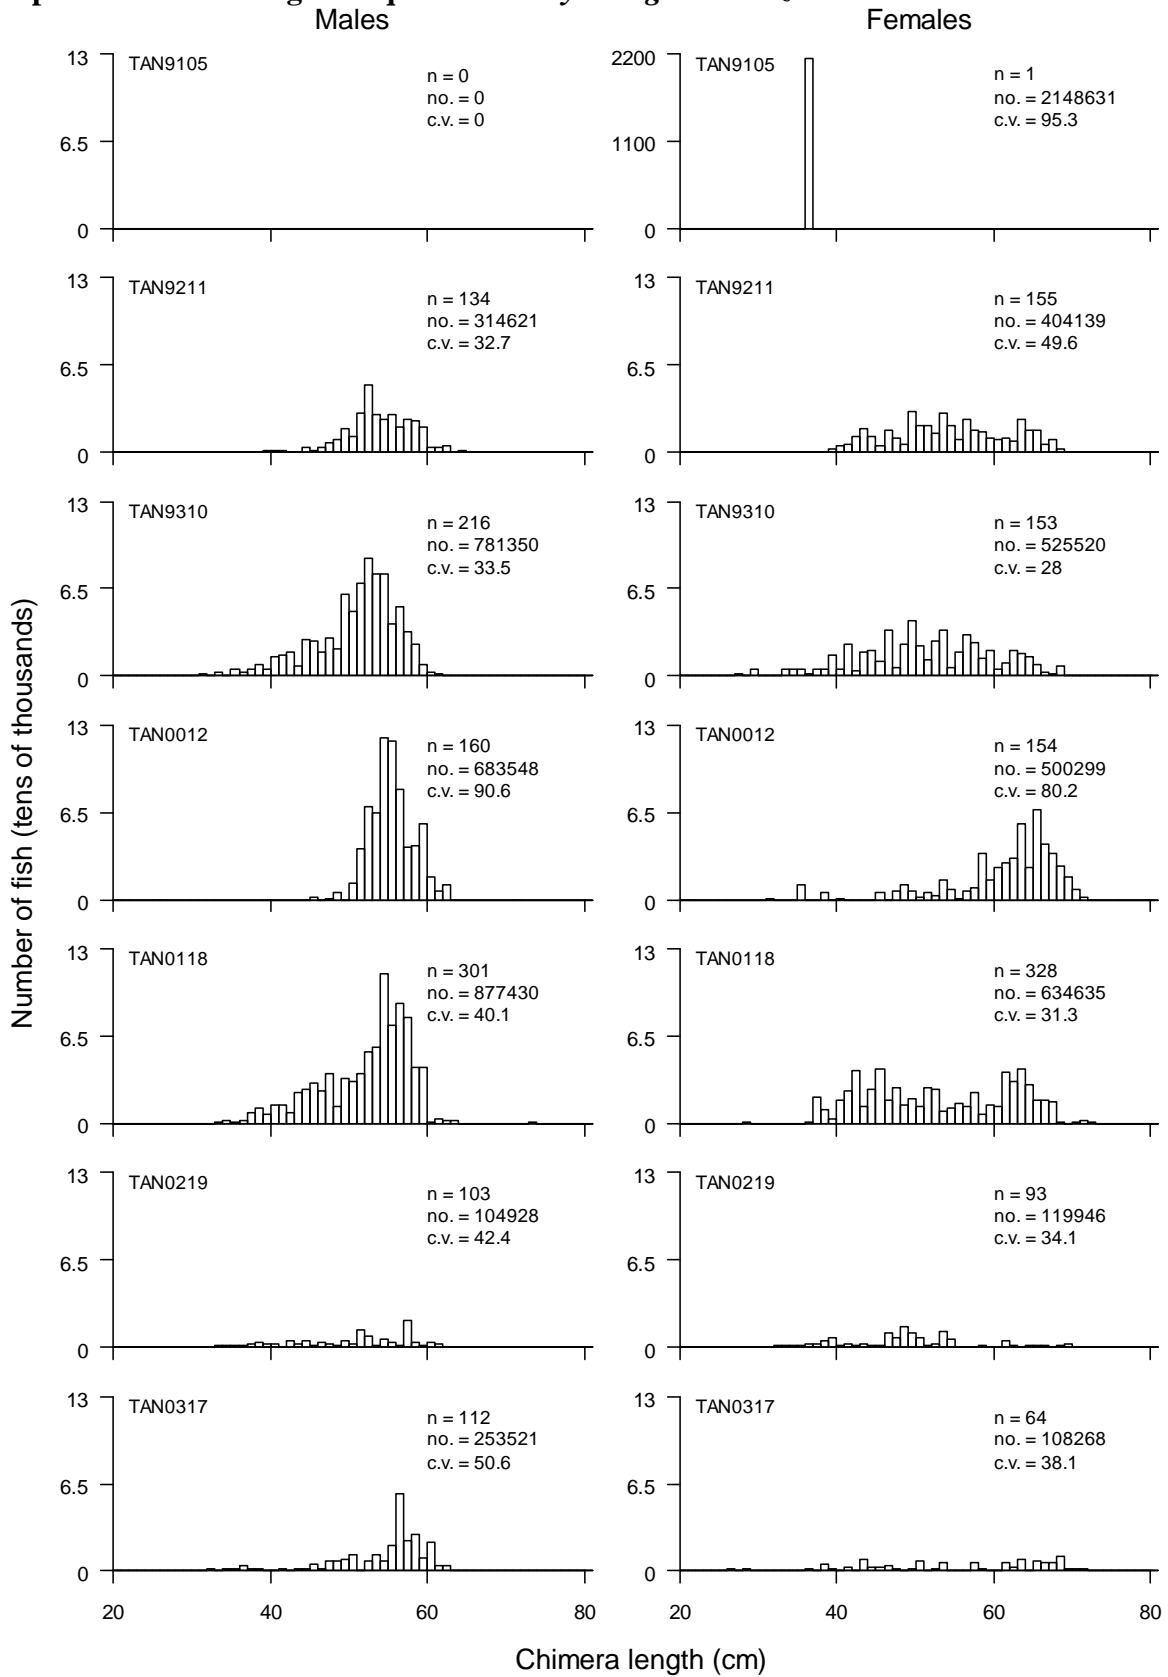 Males
Females
13
6.5
0
TAN9105
n = 0
no. = 0
c.v. = 0
2200
1100
0
TAN9105
n = 1
no. = 2148631
c.v. = 95.3
13
6.5
0
TAN9211
n = 134
no. = 314621
c.v. = 32.7
13
6.5
0
TAN9211
n = 155
no. = 404139
c.v. = 49.6
13
6.5
0
TAN9310
n = 216
no. = 781350
c.v. = 33.5
13
6.5
0
TAN9310
n = 153
no. = 525520
c.v. = 28
13
6.5
0
TAN0012
n = 160
no. = 683548
c.v. = 90.6
13
6.5
0
TAN0012
n = 154
no. = 500299
c.v. = 80.2
13
6.5
0
TAN0118
n = 301
no. = 877430
c.v. = 40.1
13
6.5
0
TAN0118
n = 328
no. = 634635
c.v. = 31.3
13
6.5
0
TAN0219
n = 103
no. = 104928
c.v. = 42.4
13
6.5
0
TAN0219
n = 93
no. = 119946
c.v. = 34.1
13
6.5
0
TAN0317
n = 112
no. = 253521
c.v. = 50.6
13
6.5
0
TAN0317
n = 64
no. = 108268
c.v. = 38.1
20 40 60 80
20 40 60 80
Number of fish (tens of thousands)
Chimera length (cm)